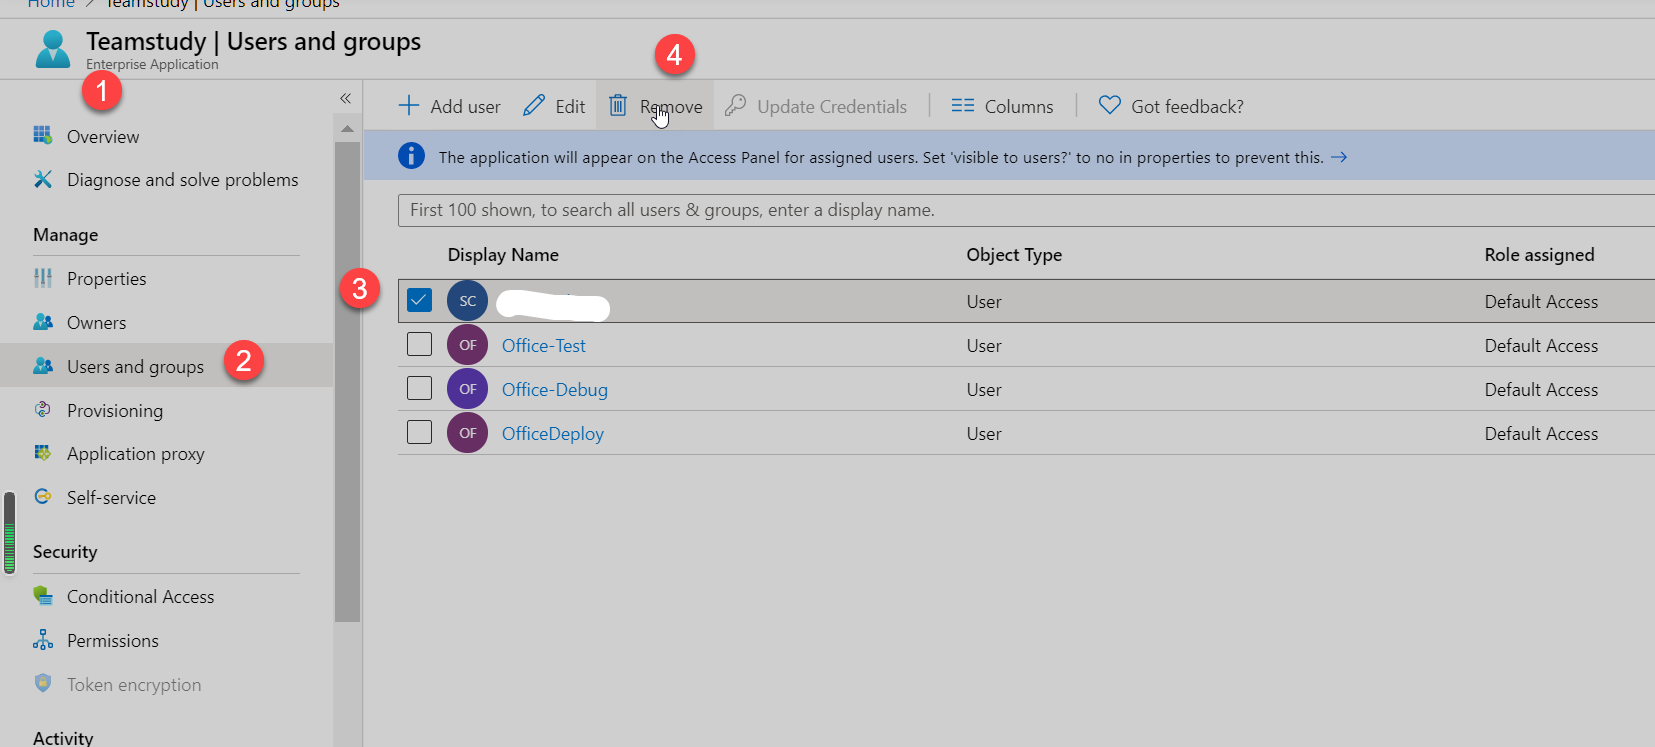 Home > Teamstudy | Users and groups
Teamstudy | Users and groups
Enterprise Application
1
4
«
Overview
Diagnose and solve problems
Manage
Properties
Owners
Users and groups
2
Provisioning
Application proxy
Self-service
Security
Conditional Access
Permissions
Token encryption
Activity
Add user Edit Remove Update Credentials | Columns | Got feedback?
The application will appear on the Access Panel for assigned users. Set 'visible to users?' to no in properties to prevent this. →
First 100 shown, to search all users & groups, enter a display name.
Display Name Object Type Role assigned
3
SC User Default Access
OF Office-Test User Default Access
OF Office-Debug User Default Access
OF OfficeDeploy User Default Access